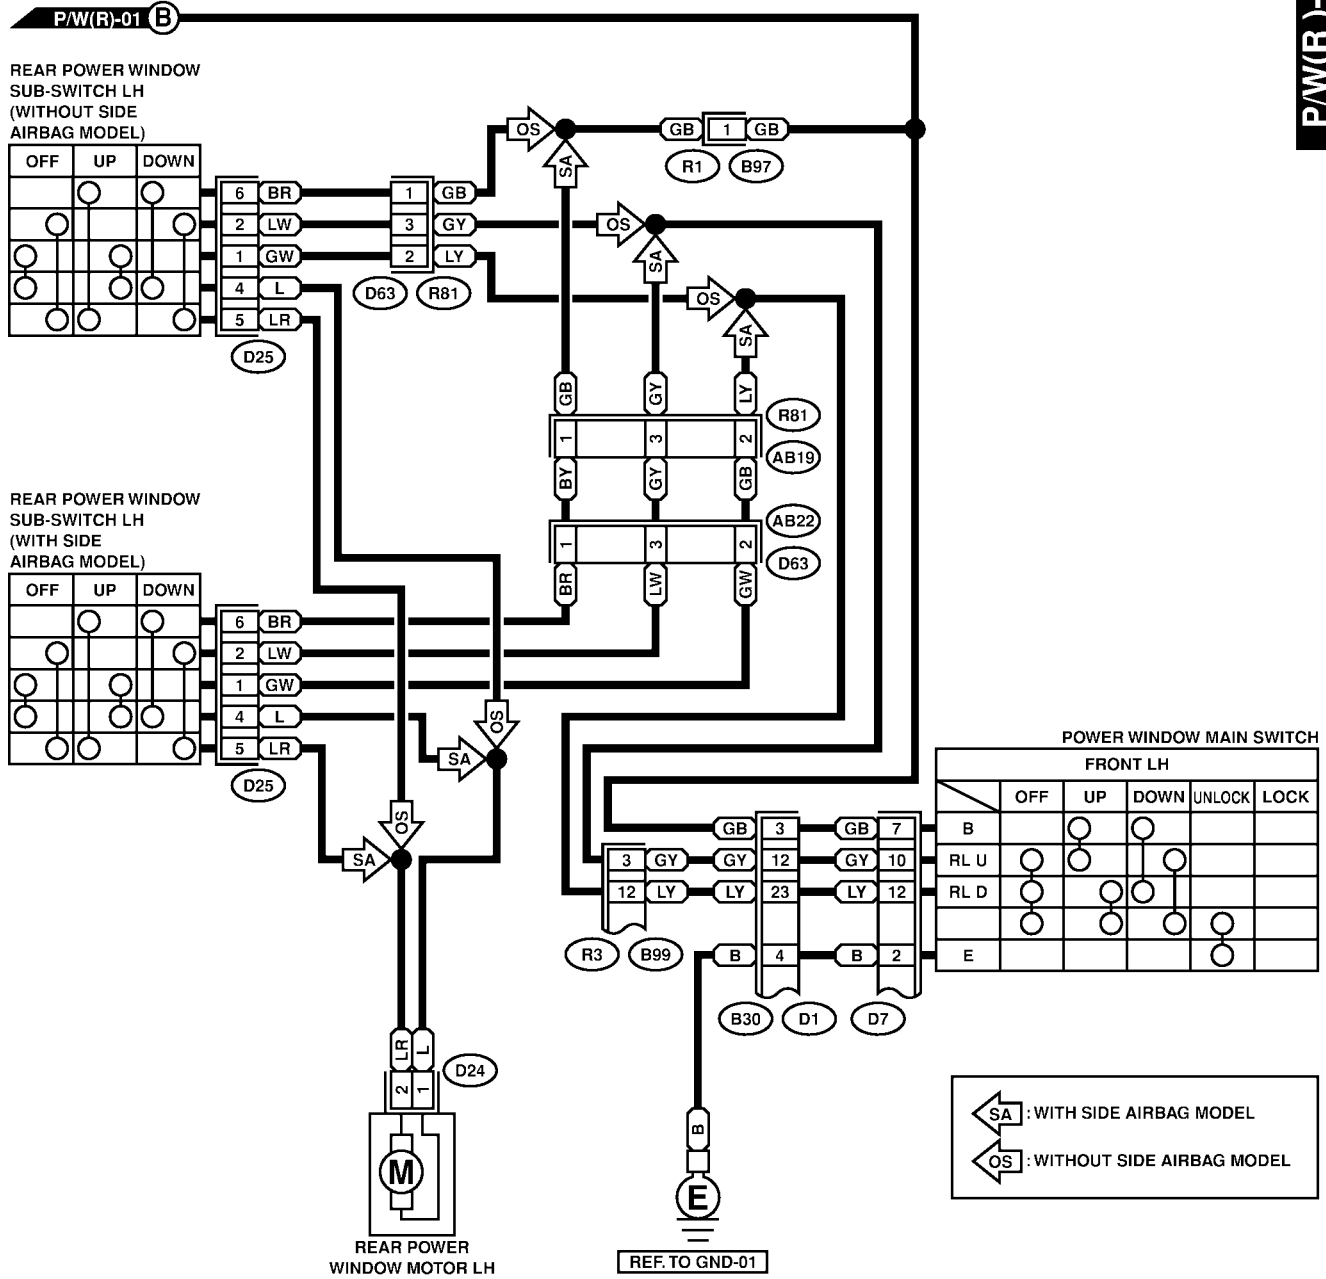 P/W(R)-01 B
P/W(R)-
REAR POWER WINDOW
SUB-SWITCH LH
(WITHOUT SIDE
AIRBAG MODEL)
OFF UP DOWN
6 BR
2 LW
1 GW
4 L
5 LR
D25
1 GB
3 GY
2 LY
D63 R81
OS
SA
GB 1 GB
R1 B97
OS
SA
OS
SA
GB GY LY
R81
1 3 2
AB19
BY GY GB
AB22
1 3 2
D63
BR LW GW
REAR POWER WINDOW
SUB-SWITCH LH
(WITH SIDE
AIRBAG MODEL)
OFF UP DOWN
6 BR
2 LW
1 GW
4 L
5 LR
D25
OS
SA
OS
SA
POWER WINDOW MAIN SWITCH
FRONT LH
OFF UP DOWN UNLOCK LOCK
GB 3 GB 7 B
3 GY GY 12 GY 10 RL U
12 LY LY 23 LY 12 RL D
B 4 B 2 E
R3 B99
B30 D1 D7
LR L
D24
2 1
M
REAR POWER
WINDOW MOTOR LH
B
E
REF. TO GND-01
SA : WITH SIDE AIRBAG MODEL
OS : WITHOUT SIDE AIRBAG MODEL